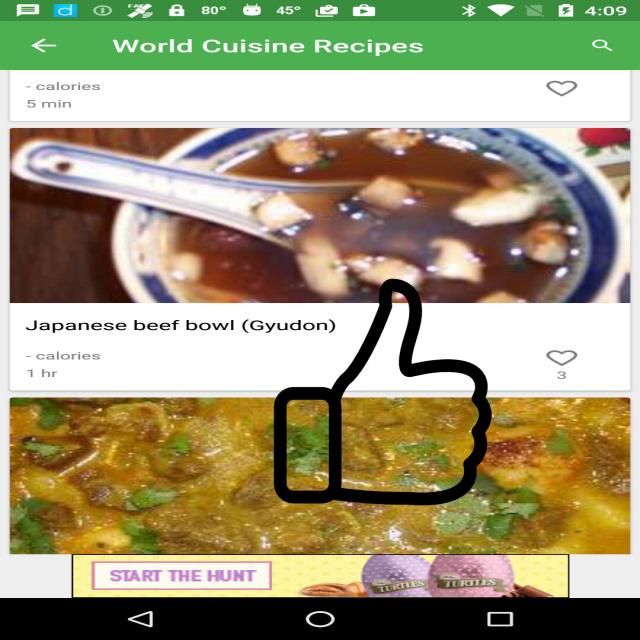 80° 45° 4:09
World Cuisine Recipes
- calories
5 min
Japanese beef bowl (Gyudon)
- calories
1 hr
3
START THE HUNT
TURTLES TURTLES